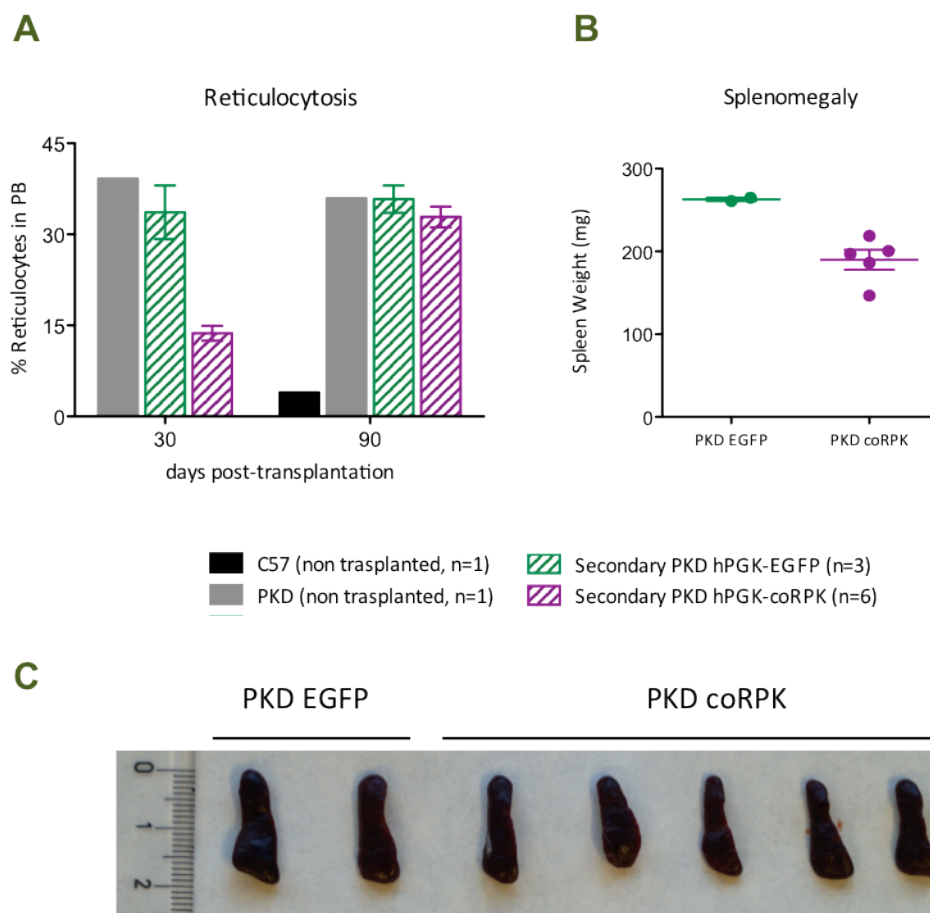 A
B
Reticulocytosis
Splenomegaly
45
30
15
0
% Reticulocytes in PB
30
90
days post-transplantation
300
200
100
0
Spleen Weight (mg)
PKD EGFP
PKD coRPK
C57 (non trasplanted, n=1)
PKD (non trasplanted, n=1)
Secondary PKD hPGK-EGFP (n=3)
Secondary PKD hPGK-coRPK (n=6)
C
PKD EGFP
PKD coRPK
0
1
2